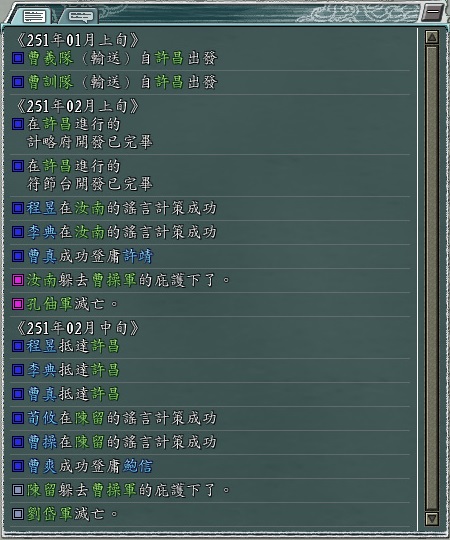 《251年01月上旬》
曹義隊（輸送）自許昌出發
曹訓隊（輸送）自許昌出發
《251年02月上旬》
在許昌進行的
計略府開發已完畢
在許昌進行的
符節台開發已完畢
程昱在汝南的謠言計策成功
李典在汝南的謠言計策成功
曹真成功登庸許靖
汝南躲去曹操軍的庇護下了。
孔伷軍滅亡。
《251年02月中旬》
程昱抵達許昌
李典抵達許昌
曹真抵達許昌
荀攸在陳留的謠言計策成功
曹操在陳留的謠言計策成功
曹爽成功登庸鮑信
陳留躲去曹操軍的庇護下了。
劉岱軍滅亡。